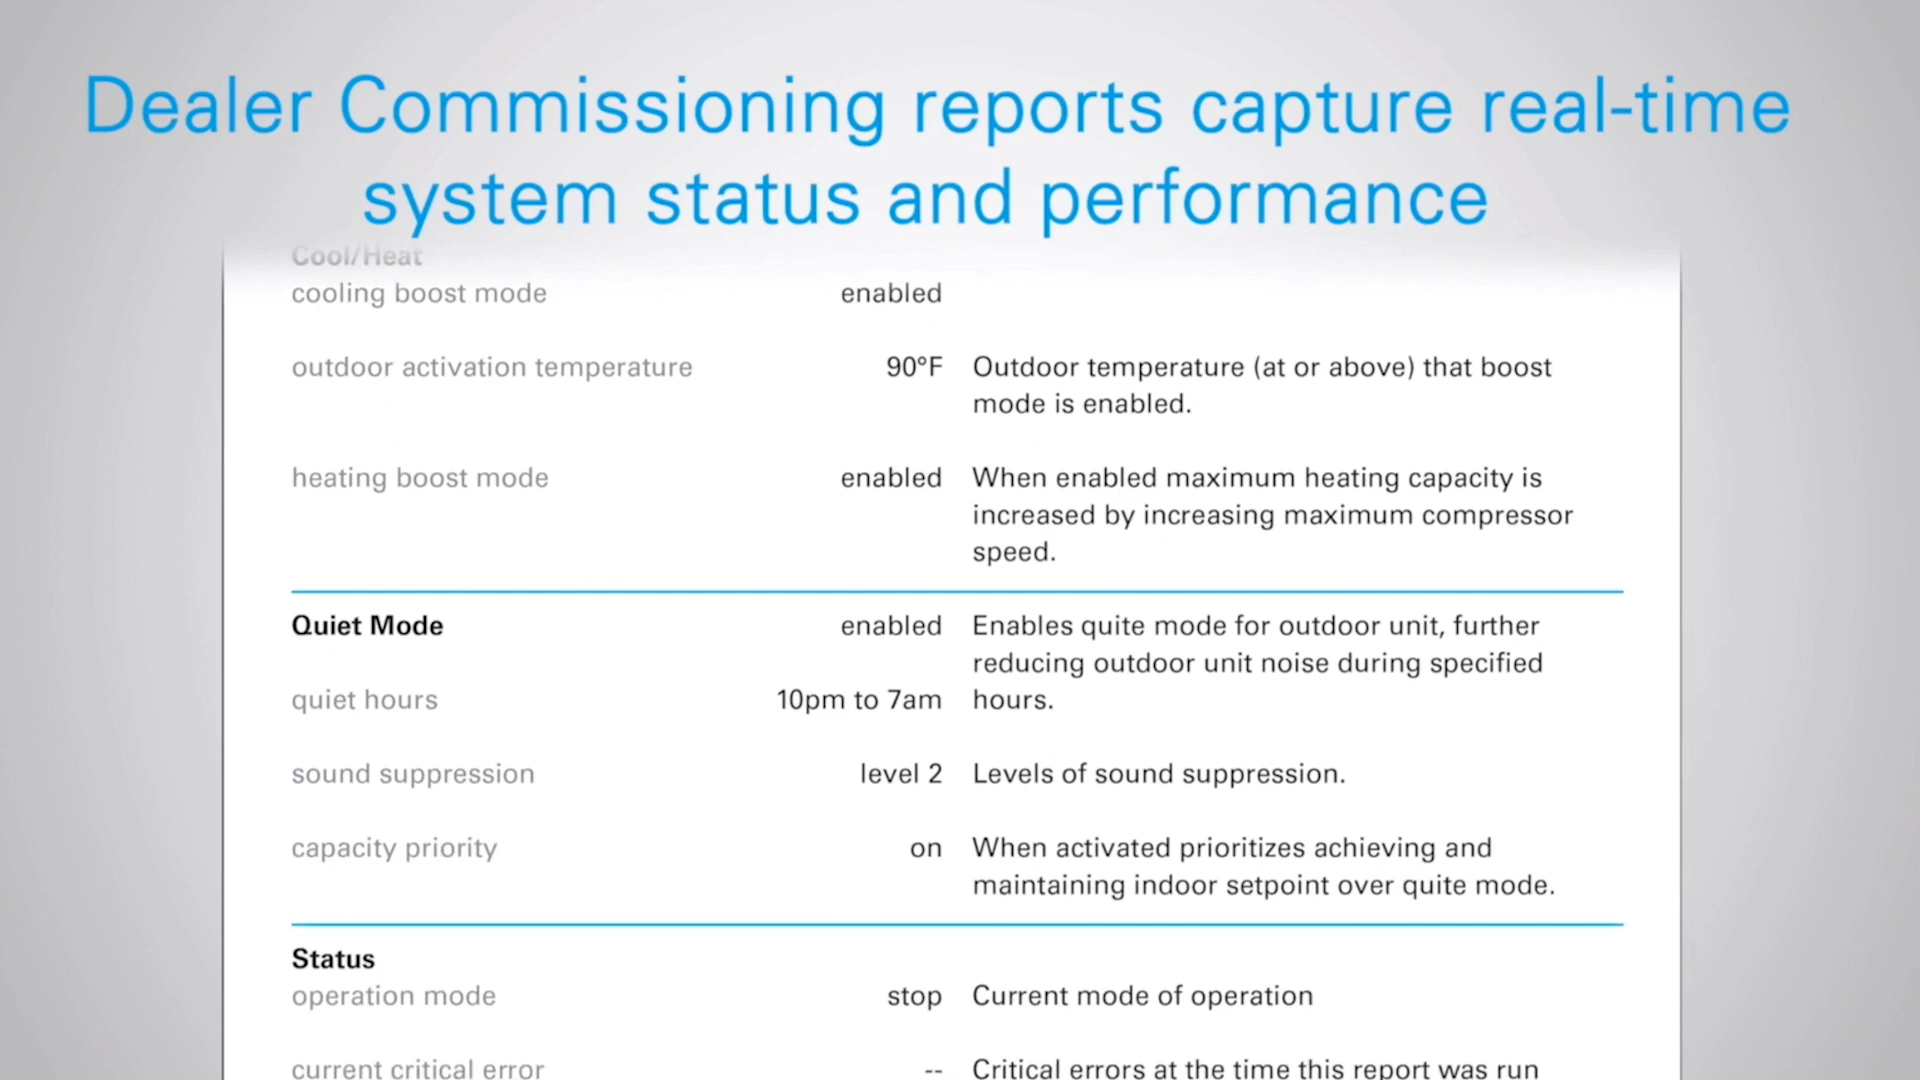 Dealer Commissioning reports capture real-time
system status and performance
Cool/Heat
cooling boost mode enabled
outdoor activation temperature 90°F Outdoor temperature (at or above) that boost
mode is enabled.
heating boost mode enabled When enabled maximum heating capacity is
increased by increasing maximum compressor
speed.
Quiet Mode enabled Enables quite mode for outdoor unit, further
reducing outdoor unit noise during specified
quiet hours 10pm to 7am hours.
sound suppression level 2 Levels of sound suppression.
capacity priority on When activated prioritizes achieving and
maintaining indoor setpoint over quite mode.
Status
operation mode stop Current mode of operation
current critical error -- Critical errors at the time this report was run